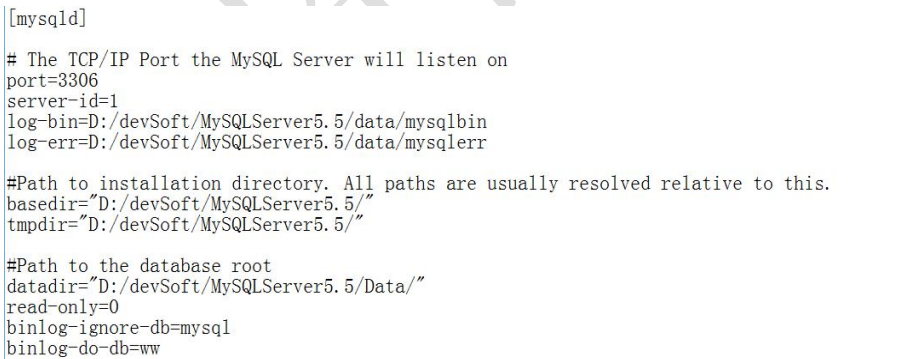 [mysqld]
# The TCP/IP Port the MySQL Server will listen on
port=3306
server-id=1
log-bin=D:/devSoft/MySQLServer5.5/data/mysqlbin
log-err=D:/devSoft/MySQLServer5.5/data/mysqlerr
#Path to installation directory. All paths are usually resolved relative to this.
basedir="D:/devSoft/MySQLServer5.5/"
tmpdir="D:/devSoft/MySQLServer5.5/"
#Path to the database root
datadir="D:/devSoft/MySQLServer5.5/Data/"
read-only=0
binlog-ignore-db=mysql
binlog-do-db=ww